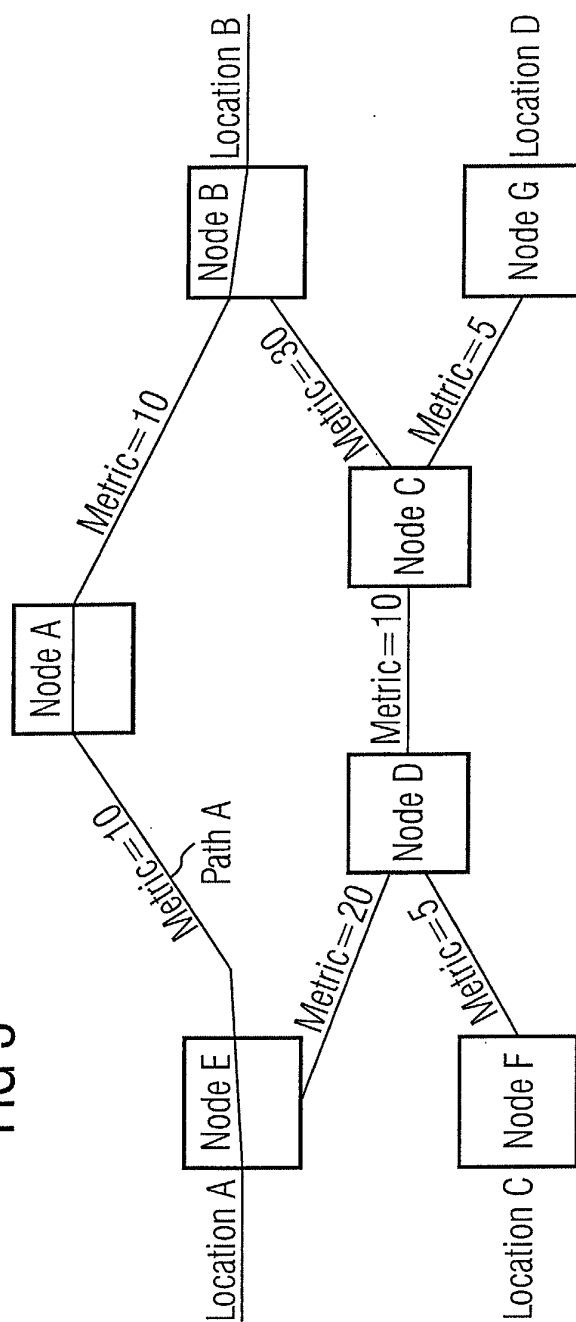 Node A
Metric=10
Metric=10
Path A
Location A
Node E
Node B
Location B
Metric=20
Metric=30
Node D
Metric=10
Node C
Metric=5
Metric=5
Location C
Node F
Node G
Location D